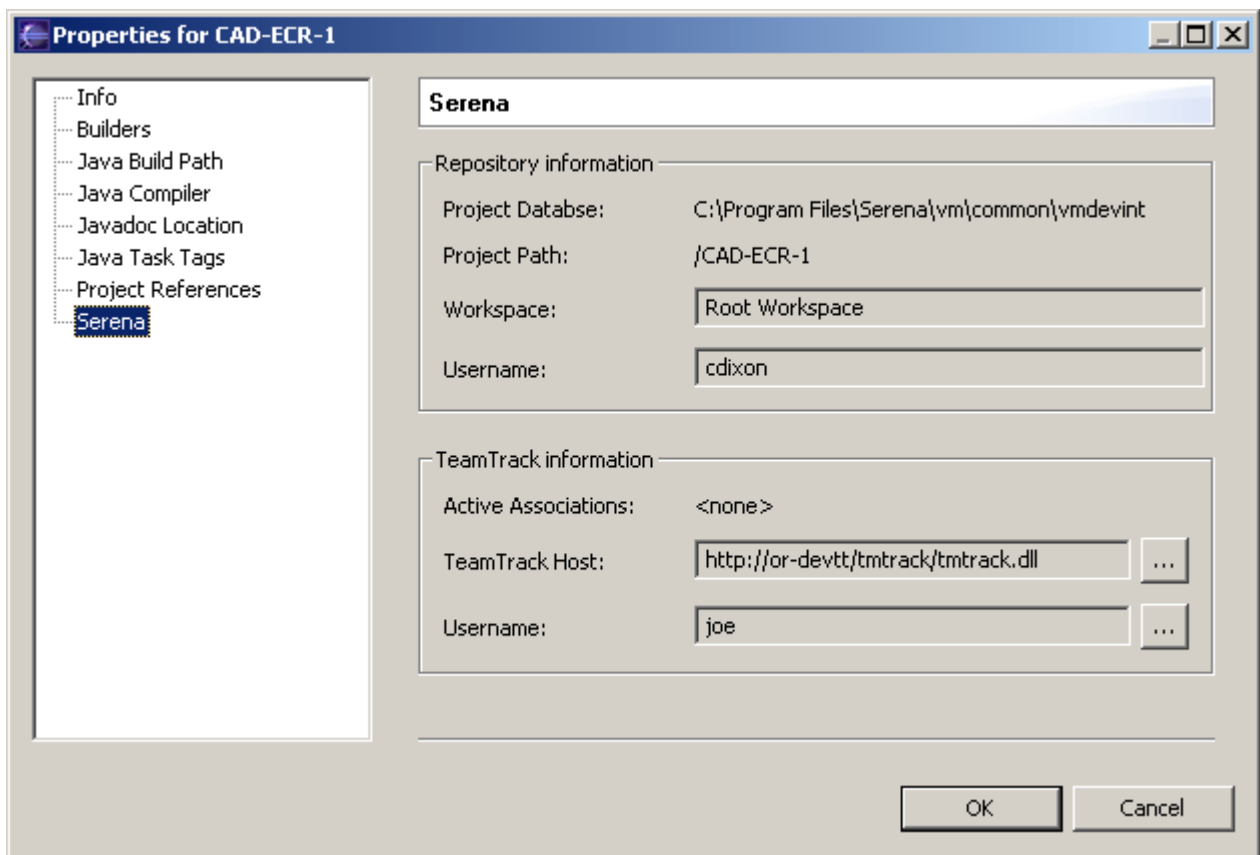 Properties for CAD-ECR-1
Info
Builders
Java Build Path
Java Compiler
Javadoc Location
Java Task Tags
Project References
Serena
Serena
Repository information
Project Databse: C:\Program Files\Serena\vm\common\vmdevint
Project Path: /CAD-ECR-1
Workspace: Root Workspace
Username: cdixon
TeamTrack information
Active Associations: <none>
TeamTrack Host: http://or-devtt/tmtrack/tmtrack.dll ...
Username: joe ...
OK Cancel